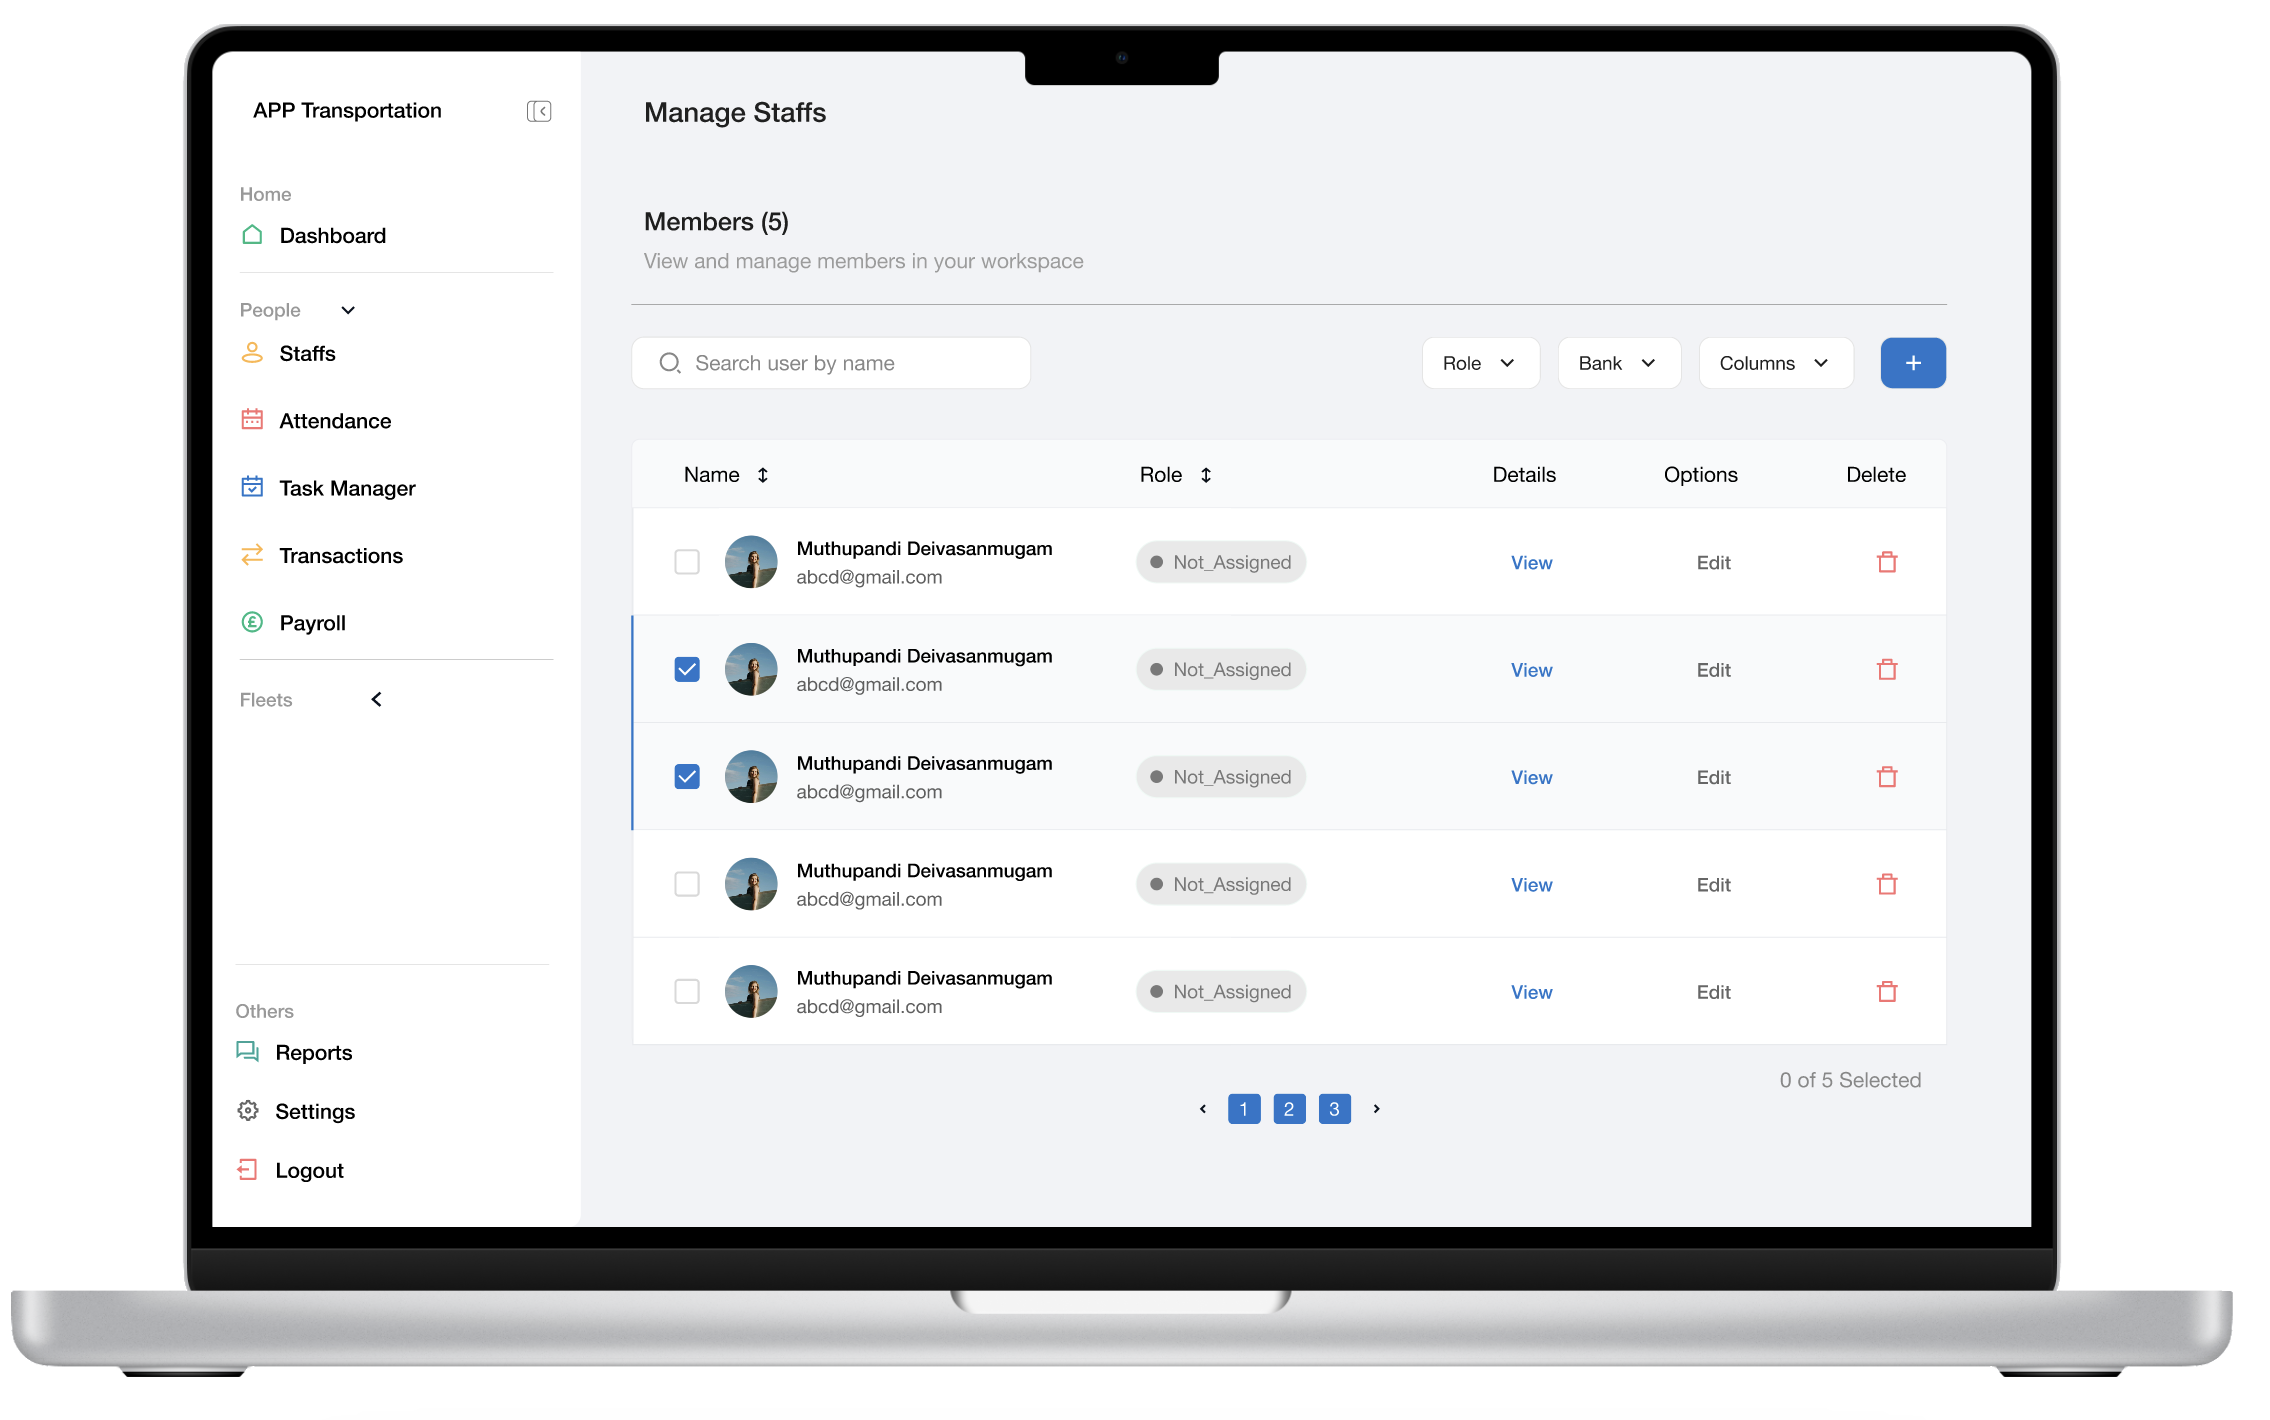 APP Transportation
Home
Dashboard
People
Staffs
Attendance
Task Manager
Transactions
Payroll
Fleets
Others
Reports
Settings
Logout
Manage Staffs
Members (5)
View and manage members in your workspace
Search user by name
Role
Bank
Columns
+
Name Role Details Options Delete
Muthupandi Deivasanmugam
abcd@gmail.com
Not_Assigned View Edit
Muthupandi Deivasanmugam
abcd@gmail.com
Not_Assigned View Edit
Muthupandi Deivasanmugam
abcd@gmail.com
Not_Assigned View Edit
Muthupandi Deivasanmugam
abcd@gmail.com
Not_Assigned View Edit
Muthupandi Deivasanmugam
abcd@gmail.com
Not_Assigned View Edit
0 of 5 Selected
1 2 3